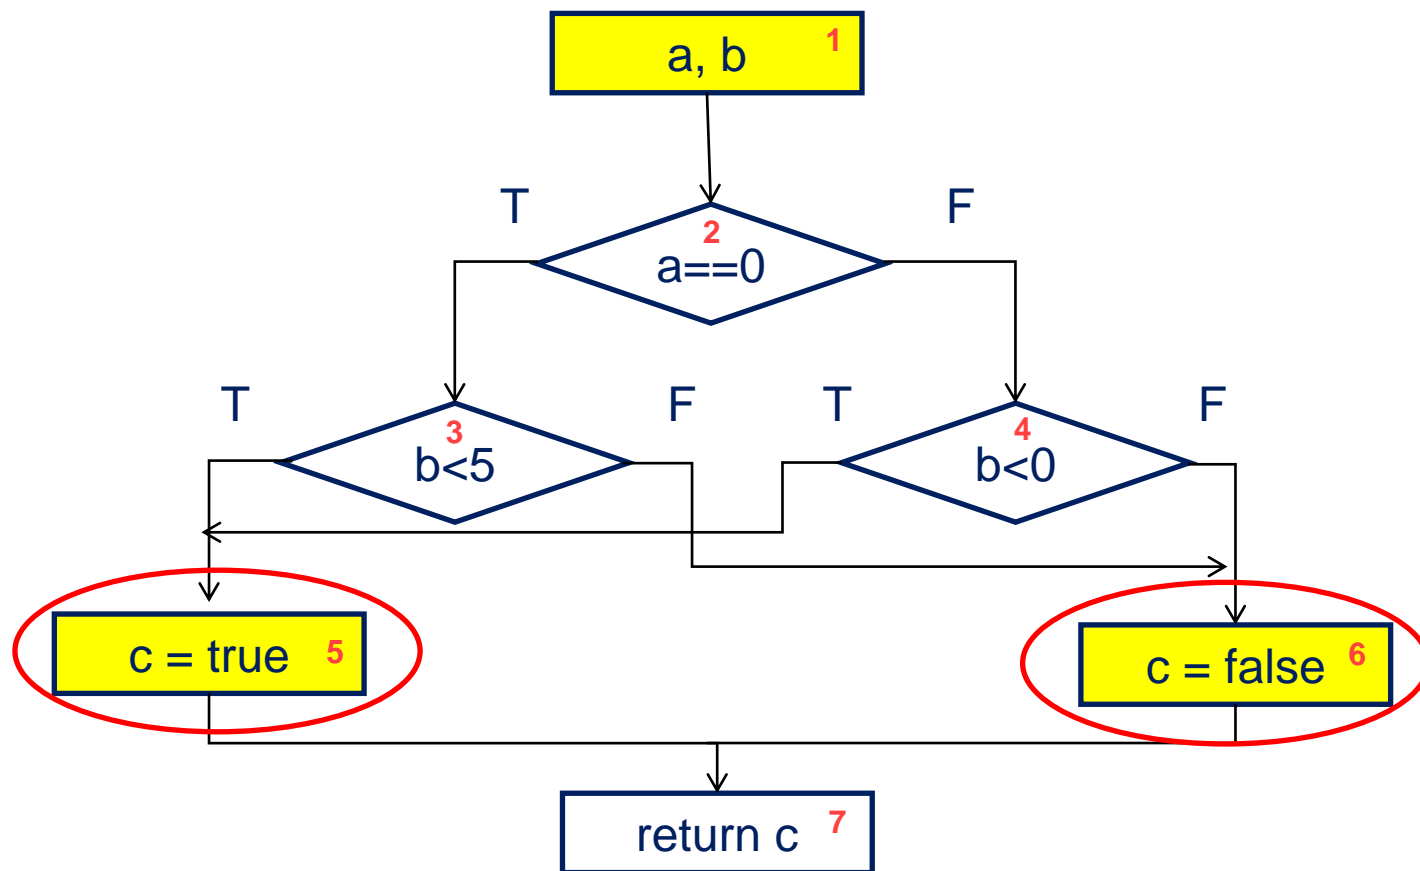 a, b 1
T F
2
a==0
T F T F
3 4
b<5 b<0
c = true 5
c = false 6
return c 7